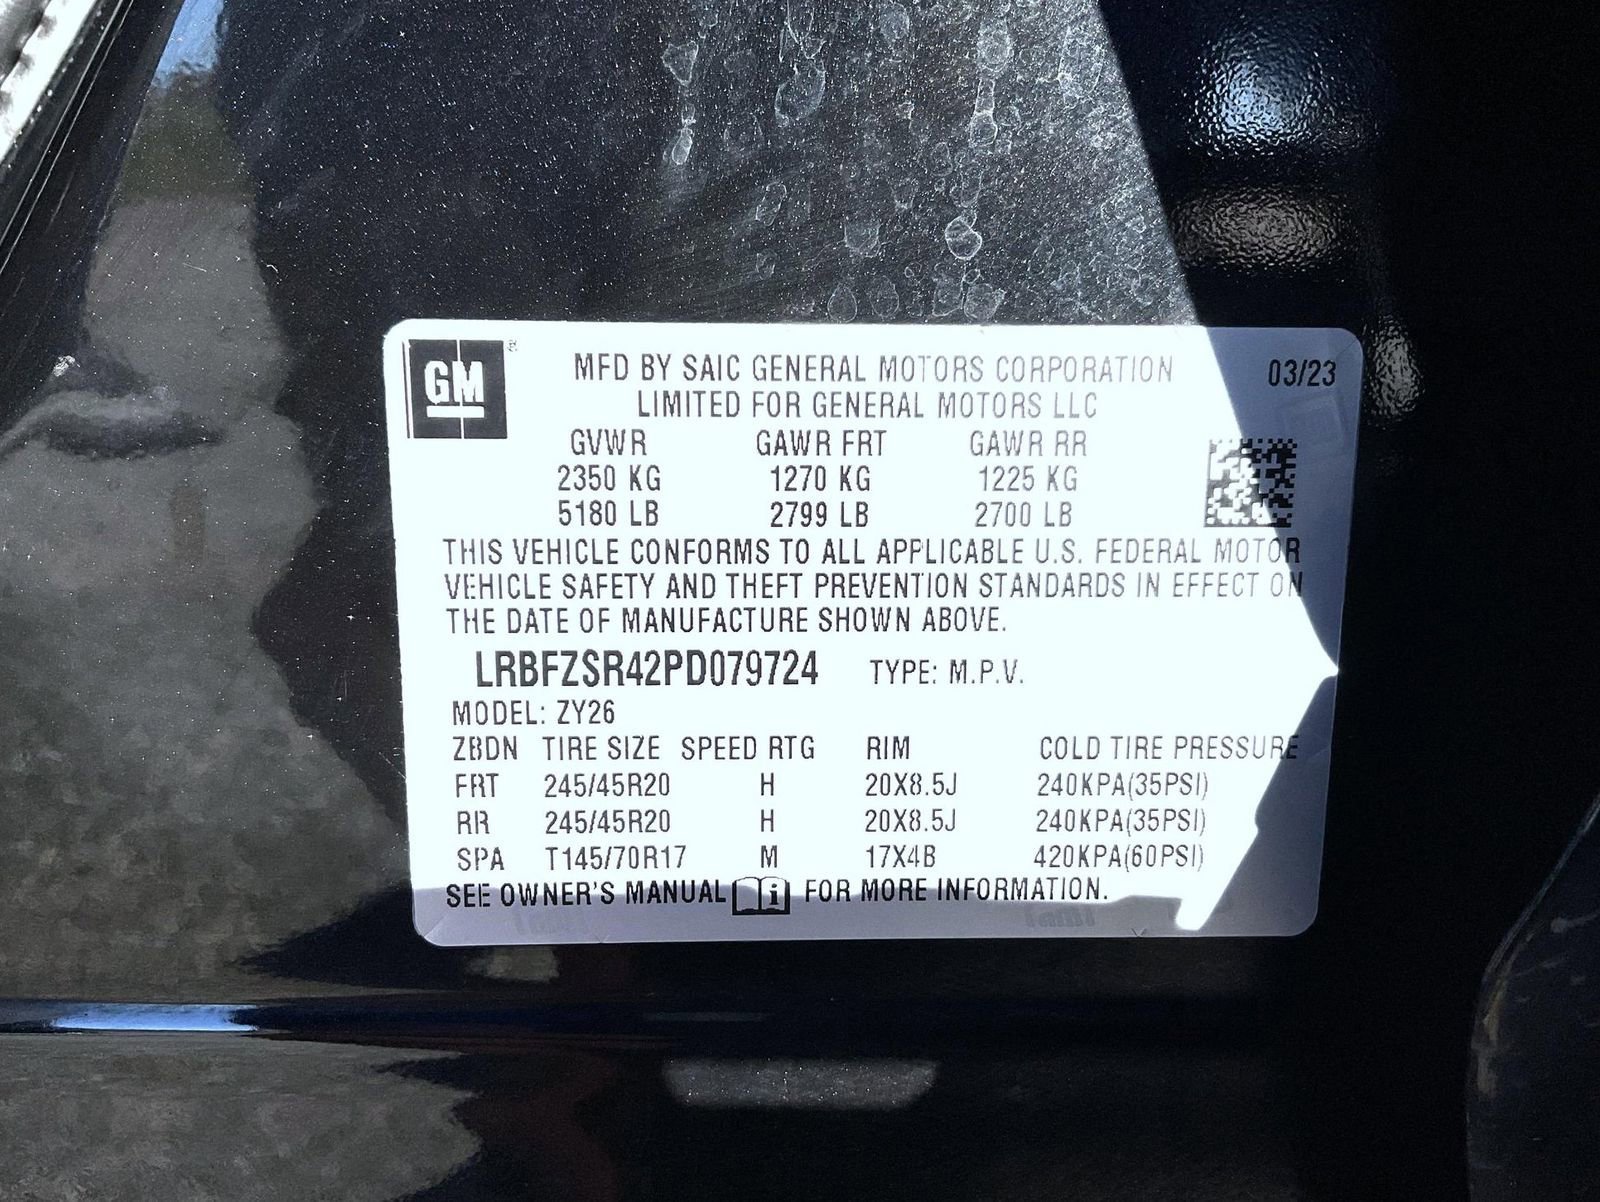 GM
MFD BY SAIC GENERAL MOTORS CORPORATION
LIMITED FOR GENERAL MOTORS LLC
03/23
GVWR GAWR FRT GAWR RR
2350 KG 1270 KG 1225 KG
5180 LB 2799 LB 2700 LB
THIS VEHICLE CONFORMS TO ALL APPLICABLE U.S. FEDERAL MOTOR
VEHICLE SAFETY AND THEFT PREVENTION STANDARDS IN EFFECT ON
THE DATE OF MANUFACTURE SHOWN ABOVE.
LRBFZSR42PD079724 TYPE: M.P.V.
MODEL: ZY26
ZBDN TIRE SIZE SPEED RTG RIM COLD TIRE PRESSURE
FRT 245/45R20 H 20X8.5J 240KPA(35PSI)
RR 245/45R20 H 20X8.5J 240KPA(35PSI)
SPA T145/70R17 M 17X4B 420KPA(60PSI)
SEE OWNER'S MANUAL i FOR MORE INFORMATION.